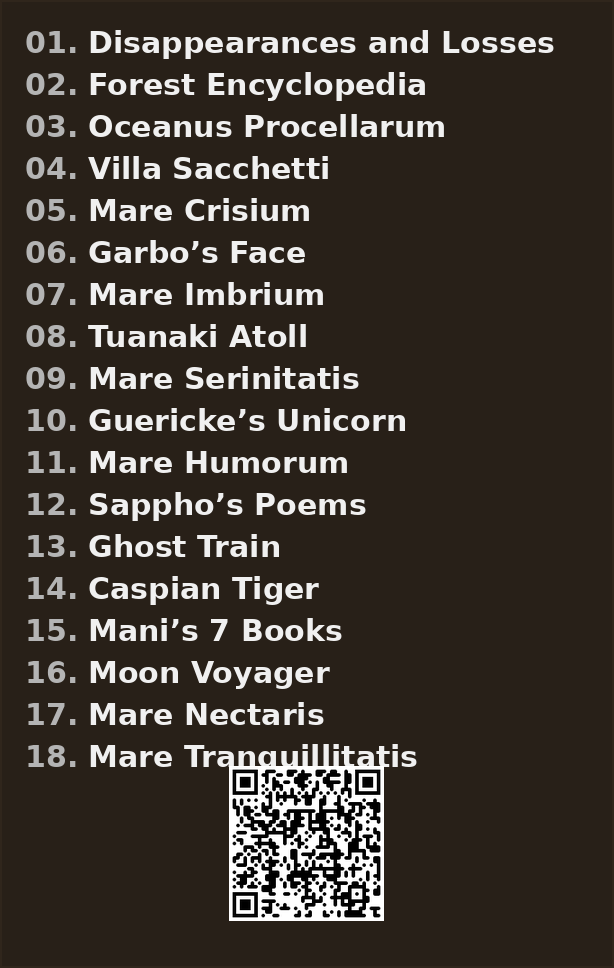 01. Disappearances and Losses
02. Forest Encyclopedia
03. Oceanus Procellarum
04. Villa Sacchetti
05. Mare Crisium
06. Garbo’s Face
07. Mare Imbrium
08. Tuanaki Atoll
09. Mare Serinitatis
10. Guericke’s Unicorn
11. Mare Humorum
12. Sappho’s Poems
13. Ghost Train
14. Caspian Tiger
15. Mani’s 7 Books
16. Moon Voyager
17. Mare Nectaris
18. Mare Tranquillitatis